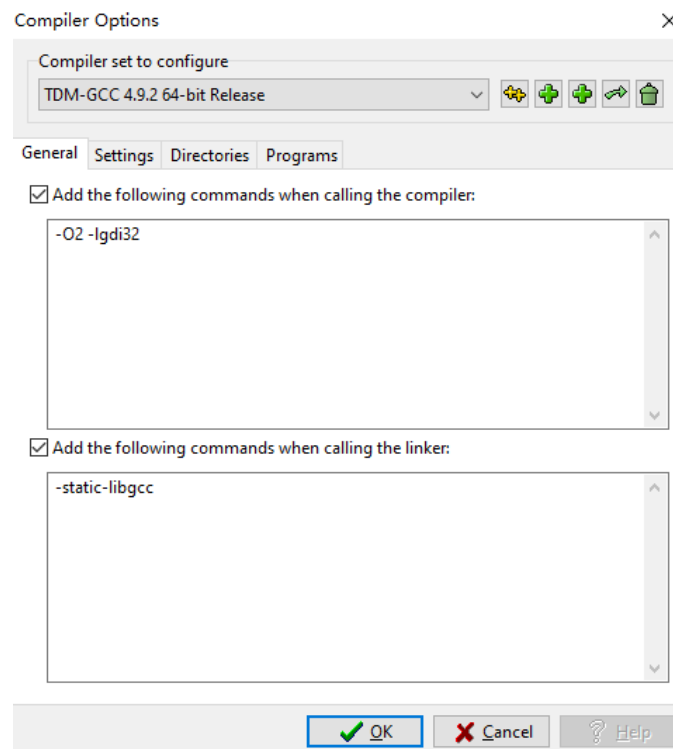 Compiler Options
Compiler set to configure
TDM-GCC 4.9.2 64-bit Release
General Settings Directories Programs
Add the following commands when calling the compiler:
-O2 -lgdi32
Add the following commands when calling the linker:
-static-libgcc
OK Cancel Help